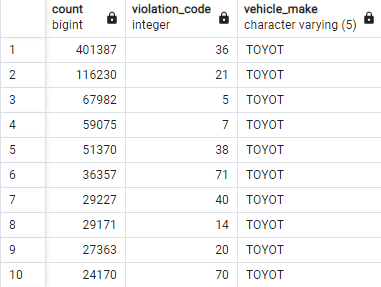 count violation_code vehicle_make
bigint integer character varying (5)
1 401387 36 TOYOT
2 116230 21 TOYOT
3 67982 5 TOYOT
4 59075 7 TOYOT
5 51370 38 TOYOT
6 36357 71 TOYOT
7 29227 40 TOYOT
8 29171 14 TOYOT
9 27363 20 TOYOT
10 24170 70 TOYOT